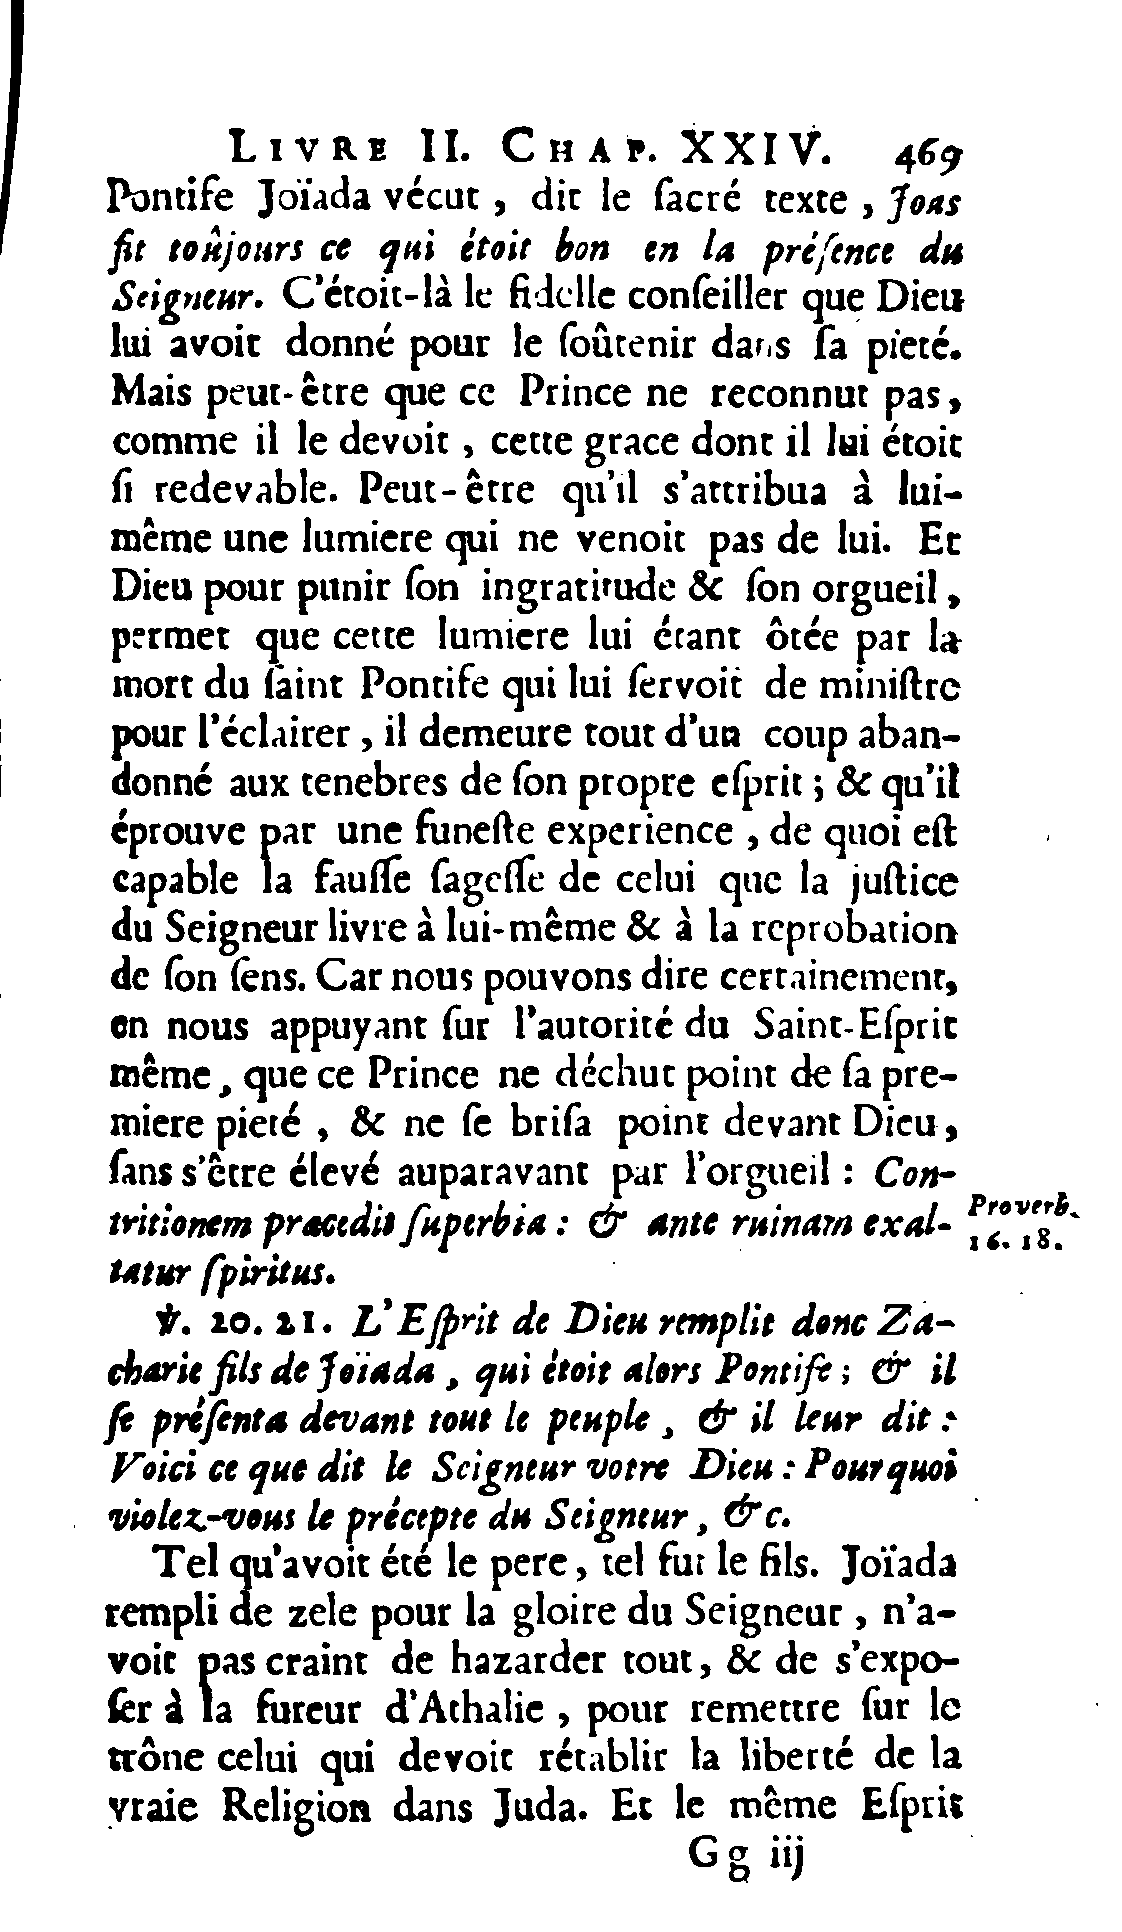 LIVRE II. CHAP. XXIV. 469
Pontife Joïada vécut, dit le ſacré texte, Joas
fit toûjours ce qui étoit bon en la préſence du
Seigneur. C'étoit-là le fidelle conſeiller que Dieu
lui avoit donné pour le ſoûtenir dans ſa pieté.
Mais peut-être que ce Prince ne reconnut pas,
comme il le devoit, cette grace dont il lui étoit
ſi redevable. Peut-être qu'il s'attribua à lui-
même une lumiere qui ne venoit pas de lui. Et
Dieu pour punir ſon ingratitude & ſon orgueil,
permet que cette lumiere lui étant ôtée par la
mort du ſaint Pontife qui lui ſervoit de miniſtre
pour l'éclairer, il demeure tout d'un coup aban-
donné aux tenebres de ſon propre eſprit; & qu'il
éprouve par une funeſte experience, de quoi eſt
capable la fauſſe ſageſſe de celui que la juſtice
du Seigneur livre à lui-même & à la reprobation
de ſon ſens. Car nous pouvons dire certainement,
en nous appuyant ſur l'autorité du Saint-Eſprit
même, que ce Prince ne déchut point de ſa pre-
miere pieté, & ne ſe briſa point devant Dieu,
ſans s'être élevé auparavant par l'orgueil: Con-
tritionem præcedit ſuperbia: & ante ruinam exal-
tatur ſpiritus.
Proverb.
16. 18.
℣. 20. 21. L'Eſprit de Dieu remplit donc Za-
charie fils de Joïada, qui étoit alors Pontife; & il
ſe préſenta devant tout le peuple, & il leur dit:
Voici ce que dit le Seigneur votre Dieu: Pourquoi
violez-vous le précepte du Seigneur, &c.
Tel qu'avoit été le pere, tel fut le fils. Joïada
rempli de zele pour la gloire du Seigneur, n'a-
voit pas craint de hazarder tout, & de s'expo-
ſer à la fureur d'Athalie, pour remettre ſur le
trône celui qui devoit rétablir la liberté de la
vraie Religion dans Juda. Et le même Eſprit
Gg iij